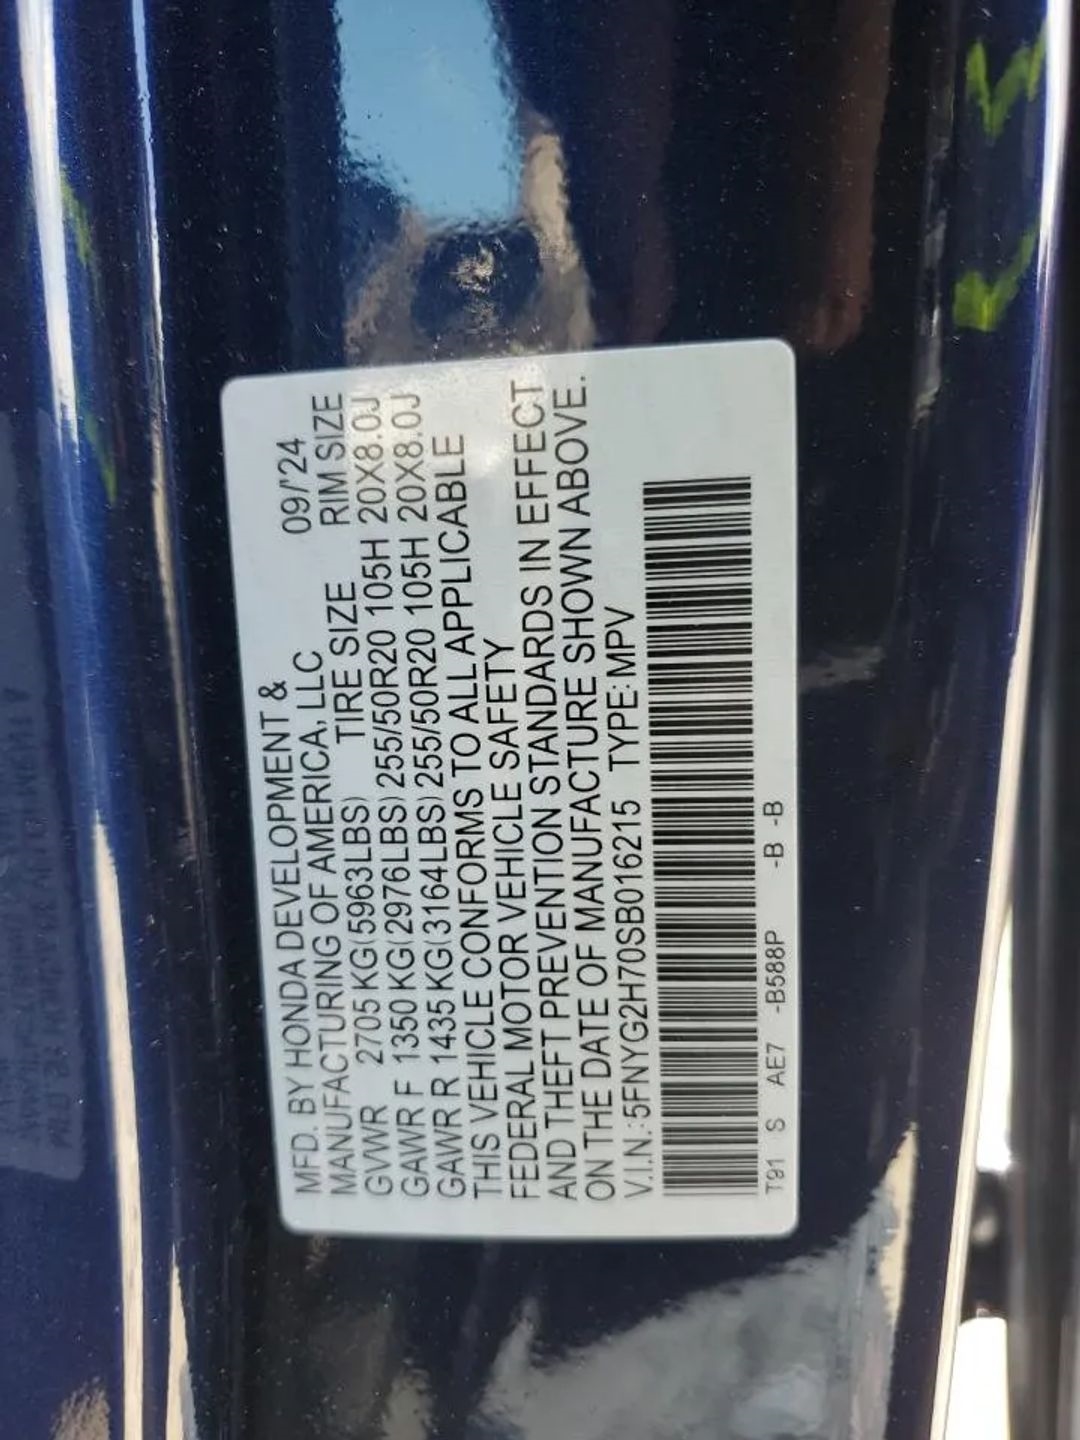 MFD. BY HONDA DEVELOPMENT &
MANUFACTURING OF AMERICA, LLC 09/'24
GVWR 2705 KG(5963LBS) TIRE SIZE RIM SIZE
GAWR F 1350 KG(2976LBS) 255/50R20 105H 20X8.0J
GAWR R 1435 KG(3164LBS) 255/50R20 105H 20X8.0J
THIS VEHICLE CONFORMS TO ALL APPLICABLE
FEDERAL MOTOR VEHICLE SAFETY
AND THEFT PREVENTION STANDARDS IN EFFECT
ON THE DATE OF MANUFACTURE SHOWN ABOVE.
V.I.N.:5FNYG2H70SB016215 TYPE:MPV
T91 S AE7 -B588P -B -B